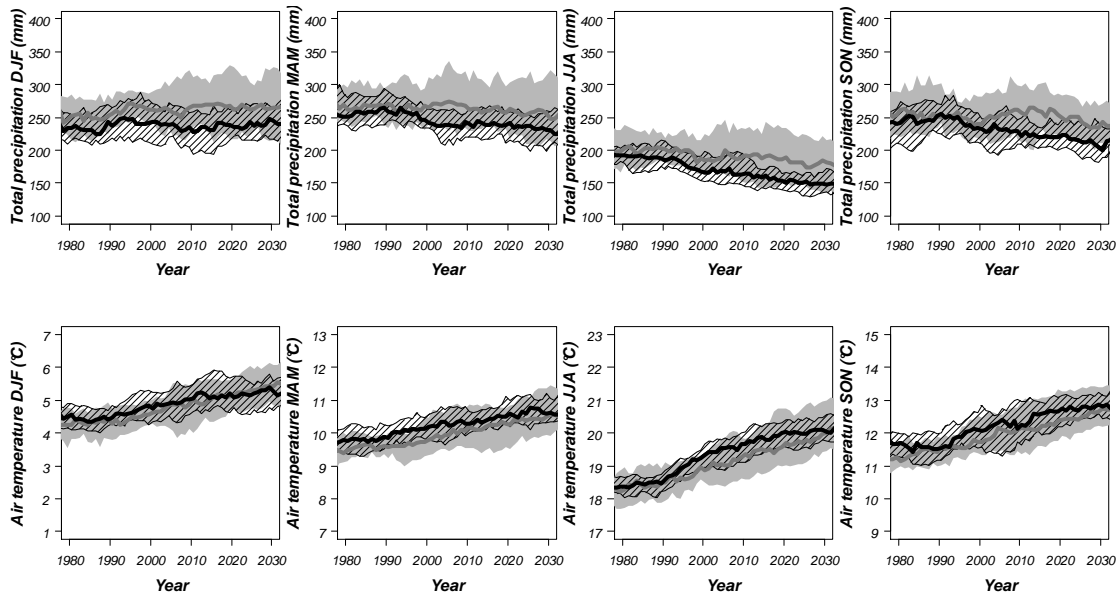 Total precipitation DJF (mm)
400
350
300
250
200
150
100
1980 1990 2000 2010 2020 2030
Year
Total precipitation MAM (mm)
400
350
300
250
200
150
100
1980 1990 2000 2010 2020 2030
Year
Total precipitation JJA (mm)
400
350
300
250
200
150
100
1980 1990 2000 2010 2020 2030
Year
Total precipitation SON (mm)
400
350
300
250
200
150
100
1980 1990 2000 2010 2020 2030
Year
Air temperature DJF (°C)
7
6
5
4
3
2
1
1980 1990 2000 2010 2020 2030
Year
Air temperature MAM (°C)
13
12
11
10
9
8
7
1980 1990 2000 2010 2020 2030
Year
Air temperature JJA (°C)
23
22
21
20
19
18
17
1980 1990 2000 2010 2020 2030
Year
Air temperature SON (°C)
15
14
13
12
11
10
9
1980 1990 2000 2010 2020 2030
Year